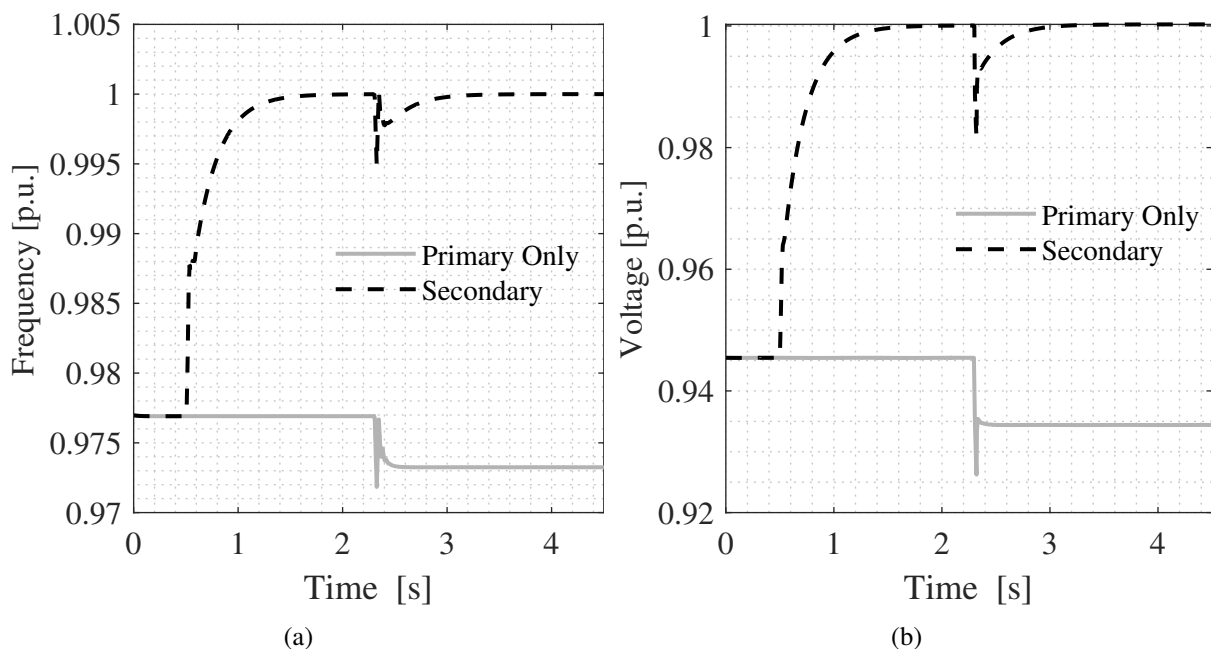 1.005
1
0.995
0.99
0.985
0.98
0.975
0.97
Frequency [p.u.]
Primary Only
Secondary
0 1 2 3 4
Time [s]
(a)
1
0.98
0.96
0.94
0.92
Voltage [p.u.]
Primary Only
Secondary
0 1 2 3 4
Time [s]
(b)